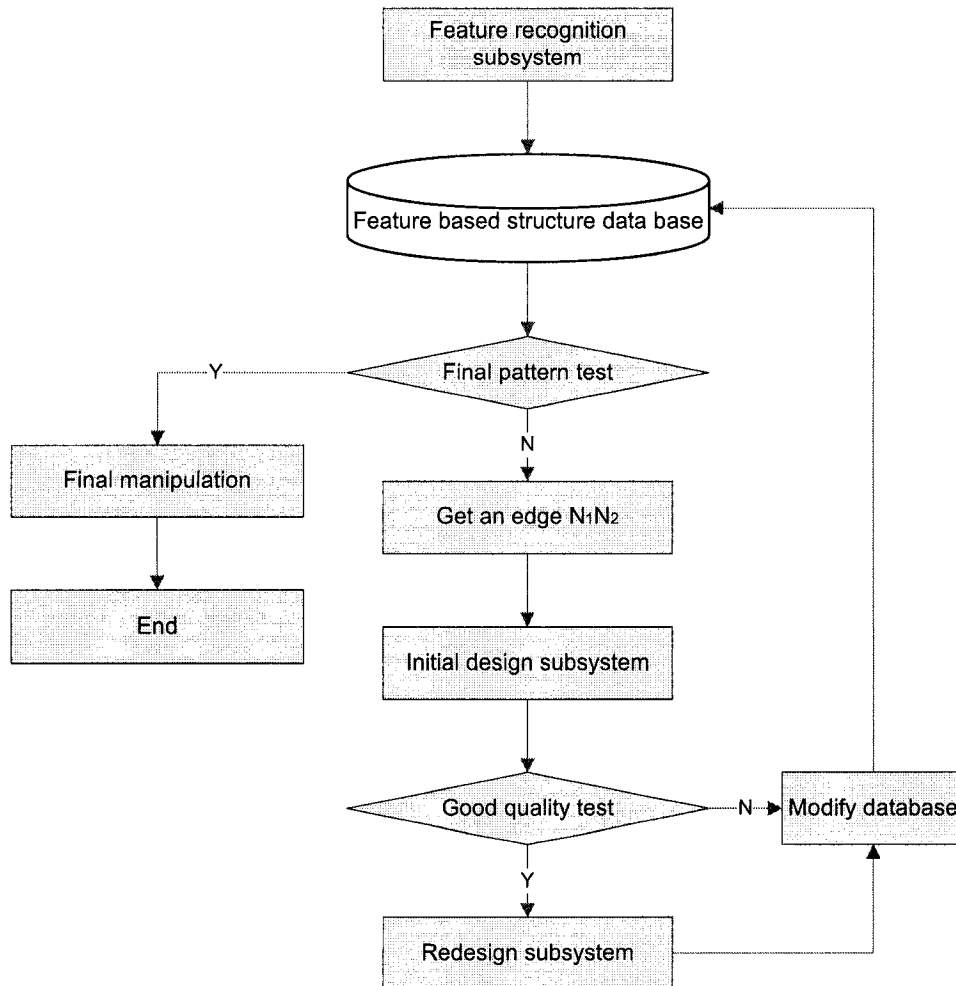 Feature recognition
subsystem
Feature based structure data base
Final pattern test
Y
N
Final manipulation
Get an edge N₁N₂
End
Initial design subsystem
Good quality test
N
Modify database
Y
Redesign subsystem